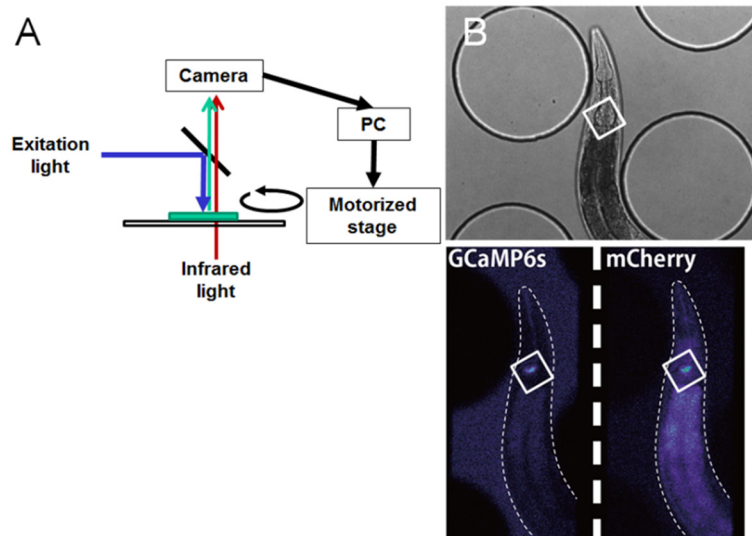 A
Camera
PC
Exitation
light
Motorized
stage
Infrared
light
B
GCaMP6s
mCherry